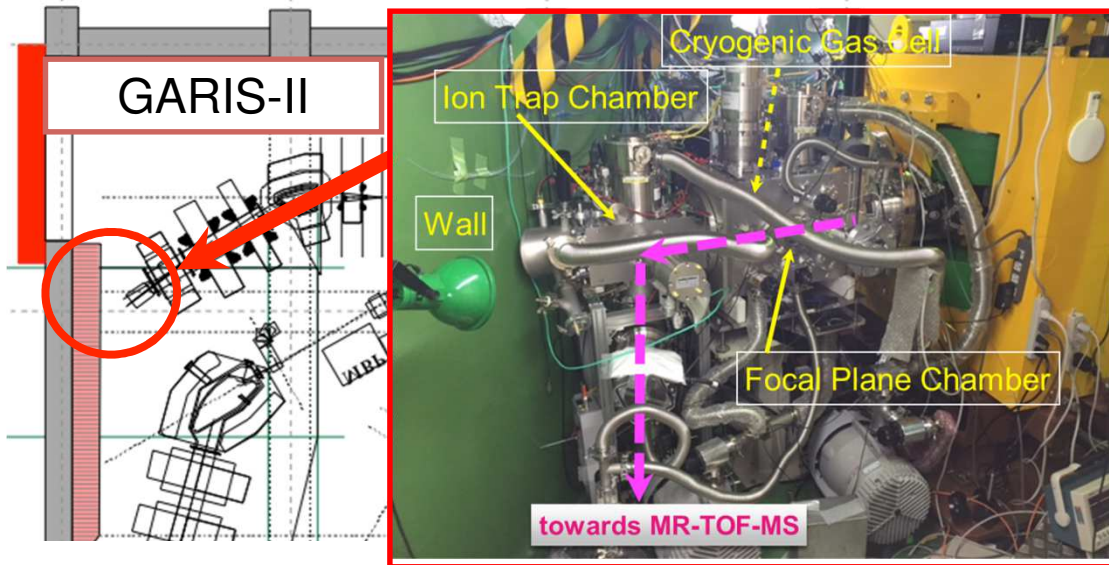 GARIS-II
Cryogenic Gas Cell
Ion Trap Chamber
Wall
Focal Plane Chamber
towards MR-TOF-MS